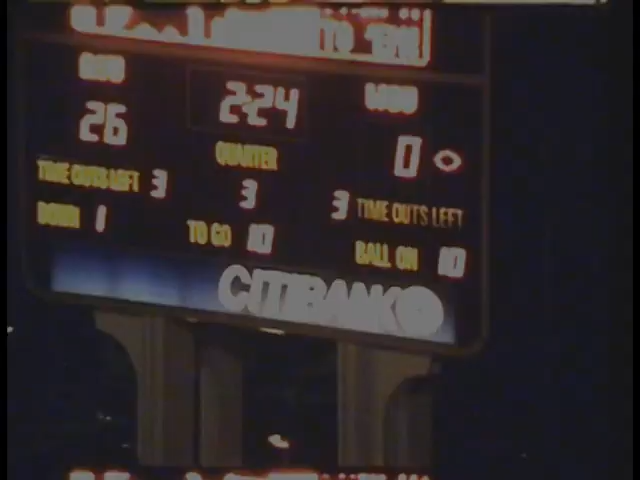 2:24
26 0
QUARTER
TIME OUTS LEFT 3 3 3 TIME OUTS LEFT
DOWN 1 TO GO 10 BALL ON 10
CITIBANK